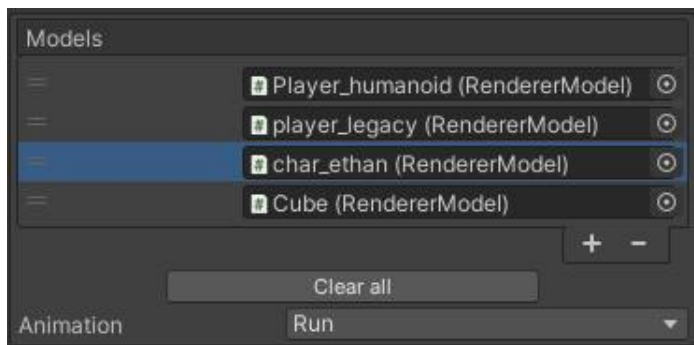 Models
Player_humanoid (RendererModel)
player_legacy (RendererModel)
char_ethan (RendererModel)
Cube (RendererModel)
+ -
Clear all
Animation Run